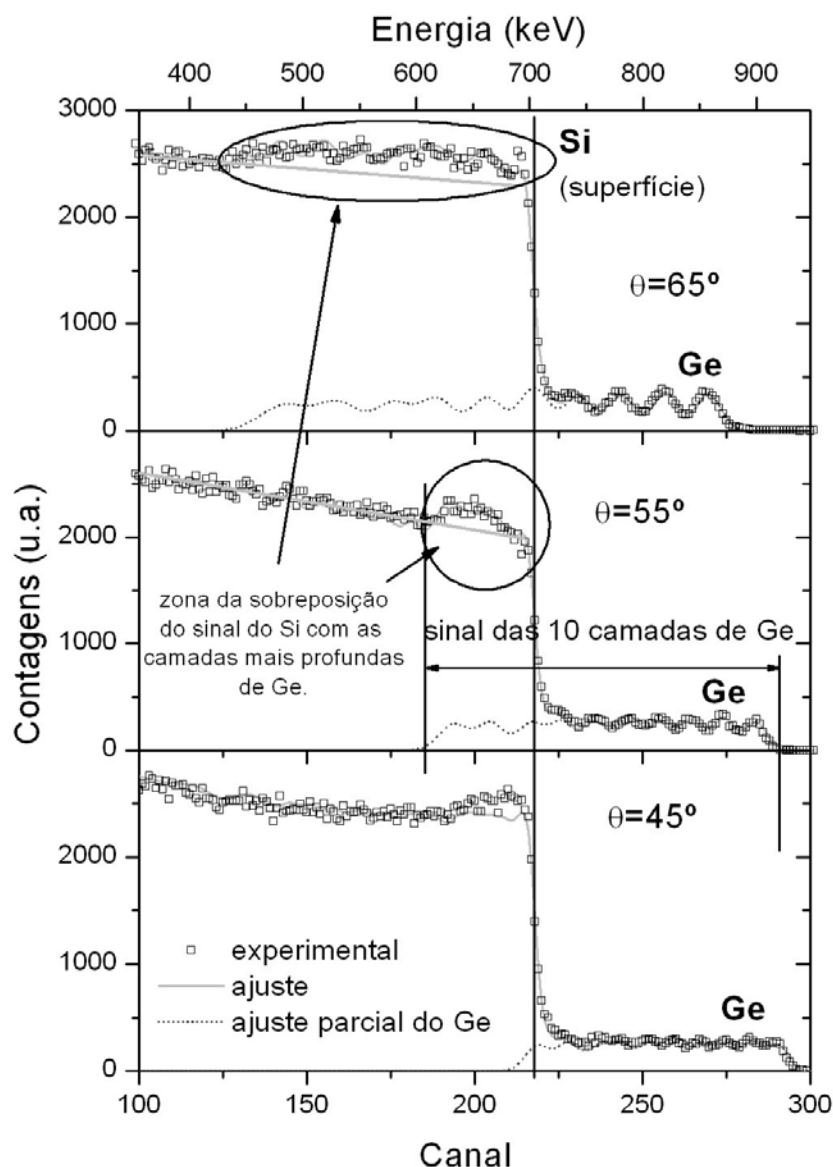 Energia (keV)
400 500 600 700 800 900
3000
2000
1000
0
Si
(superfície)
θ=65º
Ge
2000
1000
0
θ=55º
zona da sobreposição
do sinal do Si com as
camadas mais profundas
de Ge.
sinal das 10 camadas de Ge
Ge
2000
1000
0
θ=45º
experimental
ajuste
ajuste parcial do Ge
Ge
100 150 200 250 300
Canal
Contagens (u.a.)